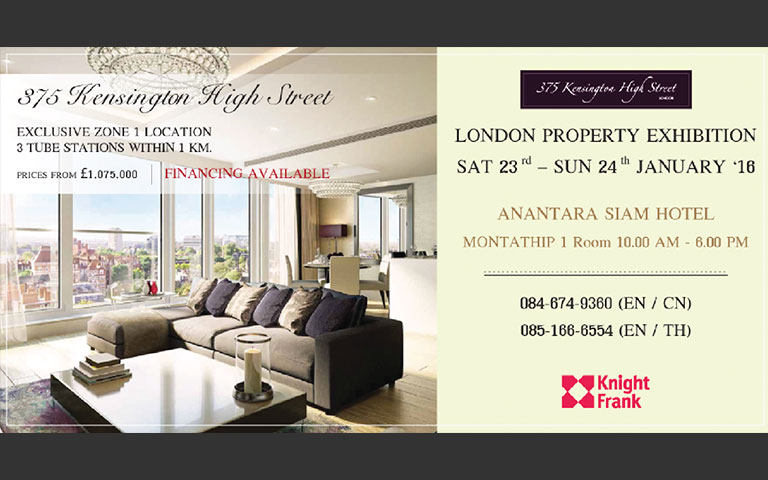 375 Kensington High Street
EXCLUSIVE ZONE 1 LOCATION
3 TUBE STATIONS WITHIN 1 KM.
PRICES FROM £1,075,000 FINANCING AVAILABLE
375 Kensington High Street
LONDON
LONDON PROPERTY EXHIBITION
SAT 23rd – SUN 24th JANUARY ‘16
ANANTARA SIAM HOTEL
MONTATHIP 1 Room 10.00 AM - 6.00 PM
084-674-9360 (EN / CN)
085-166-6554 (EN / TH)
Knight
Frank